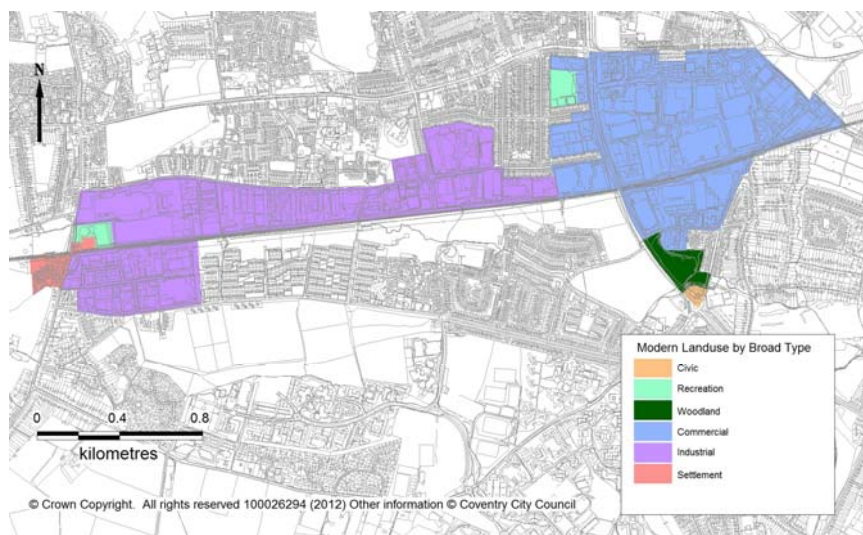 N
Modern Landuse by Broad Type
Civic
Recreation
Woodland
Commercial
Industrial
Settlement
0 0.4 0.8
kilometres
© Crown Copyright. All rights reserved 100026294 (2012) Other information © Coventry City Council